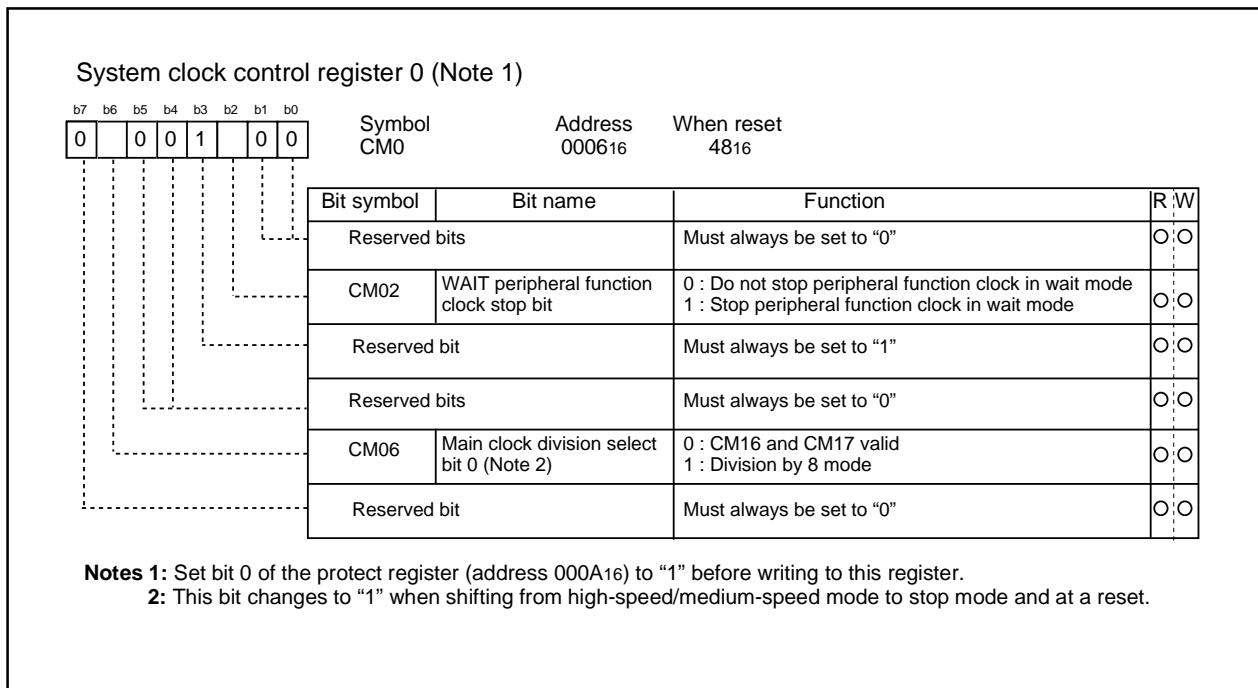 System clock control register 0 (Note 1)
b7 b6 b5 b4 b3 b2 b1 b0
0 0 0 1 0 0
Symbol Address When reset
CM0 000616 4816
Bit symbol Bit name Function R W
Reserved bits Must always be set to “0”
CM02 WAIT peripheral function 0 : Do not stop peripheral function clock in wait mode
clock stop bit 1 : Stop peripheral function clock in wait mode
Reserved bit Must always be set to “1”
Reserved bits Must always be set to “0”
CM06 Main clock division select 0 : CM16 and CM17 valid
bit 0 (Note 2) 1 : Division by 8 mode
Reserved bit Must always be set to “0”
Notes 1: Set bit 0 of the protect register (address 000A16) to “1” before writing to this register.
2: This bit changes to “1” when shifting from high-speed/medium-speed mode to stop mode and at a reset.